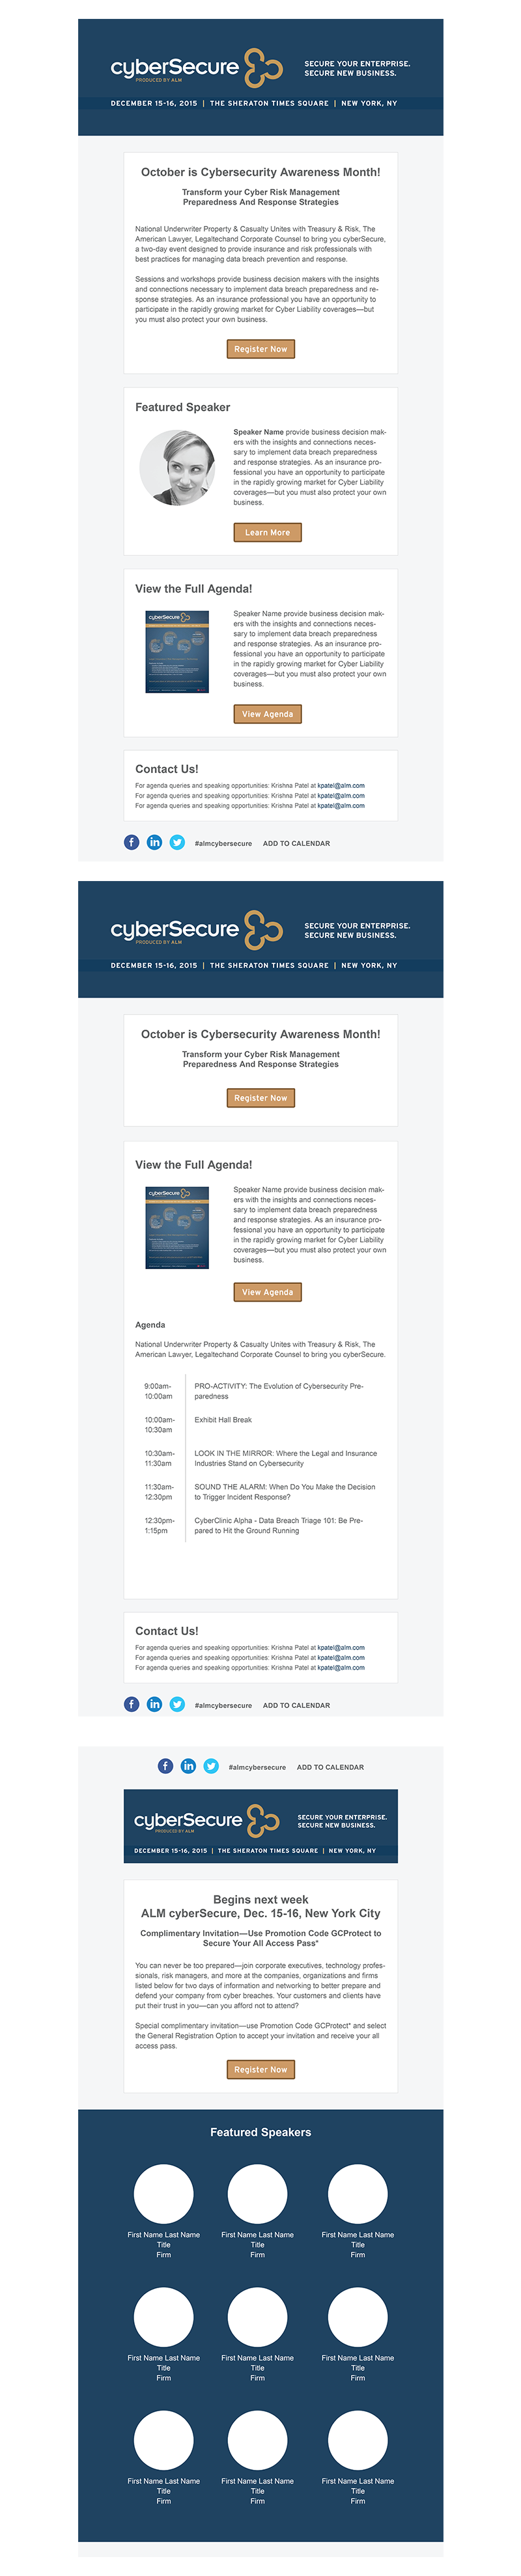 cyberSecure
PRODUCED BY ALM
SECURE YOUR ENTERPRISE.
SECURE NEW BUSINESS.
DECEMBER 15-16, 2015 | THE SHERATON TIMES SQUARE | NEW YORK, NY
October is Cybersecurity Awareness Month!
Transform your Cyber Risk Management
Preparedness And Response Strategies
National Underwriter Property & Casualty Unites with Treasury & Risk, The
American Lawyer, Legaltechand Corporate Counsel to bring you cyberSecure,
a two-day event designed to provide insurance and risk professionals with
best practices for managing data breach prevention and response.
Sessions and workshops provide business decision makers with the insights
and connections necessary to implement data breach preparedness and re-
sponse strategies. As an insurance professional you have an opportunity to
participate in the rapidly growing market for Cyber Liability coverages—but
you must also protect your own business.
Register Now
Featured Speaker
Speaker Name provide business decision mak-
ers with the insights and connections neces-
sary to implement data breach preparedness
and response strategies. As an insurance pro-
fessional you have an opportunity to participate
in the rapidly growing market for Cyber Liability
coverages—but you must also protect your own
business.
Learn More
View the Full Agenda!
cyberSecure
Speaker Name provide business decision mak-
ers with the insights and connections neces-
sary to implement data breach preparedness
and response strategies. As an insurance pro-
fessional you have an opportunity to participate
in the rapidly growing market for Cyber Liability
coverages—but you must also protect your own
business.
View Agenda
Contact Us!
For agenda queries and speaking opportunities: Krishna Patel at kpatel@alm.com
For agenda queries and speaking opportunities: Krishna Patel at kpatel@alm.com
For agenda queries and speaking opportunities: Krishna Patel at kpatel@alm.com
#almcybersecure ADD TO CALENDAR
cyberSecure
PRODUCED BY ALM
SECURE YOUR ENTERPRISE.
SECURE NEW BUSINESS.
DECEMBER 15-16, 2015 | THE SHERATON TIMES SQUARE | NEW YORK, NY
October is Cybersecurity Awareness Month!
Transform your Cyber Risk Management
Preparedness And Response Strategies
Register Now
View the Full Agenda!
cyberSecure
Speaker Name provide business decision mak-
ers with the insights and connections neces-
sary to implement data breach preparedness
and response strategies. As an insurance pro-
fessional you have an opportunity to participate
in the rapidly growing market for Cyber Liability
coverages—but you must also protect your own
business.
View Agenda
Agenda
National Underwriter Property & Casualty Unites with Treasury & Risk, The
American Lawyer, Legaltechand Corporate Counsel to bring you cyberSecure.
9:00am- PRO-ACTIVITY: The Evolution of Cybersecurity Pre-
10:00am paredness
10:00am- Exhibit Hall Break
10:30am
10:30am- LOOK IN THE MIRROR: Where the Legal and Insurance
11:30am Industries Stand on Cybersecurity
11:30am- SOUND THE ALARM: When Do You Make the Decision
12:30pm to Trigger Incident Response?
12:30pm- CyberClinic Alpha - Data Breach Triage 101: Be Pre-
1:15pm pared to Hit the Ground Running
Contact Us!
For agenda queries and speaking opportunities: Krishna Patel at kpatel@alm.com
For agenda queries and speaking opportunities: Krishna Patel at kpatel@alm.com
For agenda queries and speaking opportunities: Krishna Patel at kpatel@alm.com
#almcybersecure ADD TO CALENDAR
#almcybersecure ADD TO CALENDAR
cyberSecure
PRODUCED BY ALM
SECURE YOUR ENTERPRISE.
SECURE NEW BUSINESS.
DECEMBER 15-16, 2015 | THE SHERATON TIMES SQUARE | NEW YORK, NY
Begins next week
ALM cyberSecure, Dec. 15-16, New York City
Complimentary Invitation—Use Promotion Code GCProtect to
Secure Your All Access Pass*
You can never be too prepared—join corporate executives, technology profes-
sionals, risk managers, and more at the companies, organizations and firms
listed below for two days of information and networking to better prepare and
defend your company from cyber breaches. Your customers and clients have
put their trust in you—can you afford not to attend?
Special complimentary invitation—use Promotion Code GCProtect* and select
the General Registration Option to accept your invitation and receive your all
access pass.
Register Now
Featured Speakers
First Name Last Name First Name Last Name First Name Last Name
Title Title Title
Firm Firm Firm
First Name Last Name First Name Last Name First Name Last Name
Title Title Title
Firm Firm Firm
First Name Last Name First Name Last Name First Name Last Name
Title Title Title
Firm Firm Firm